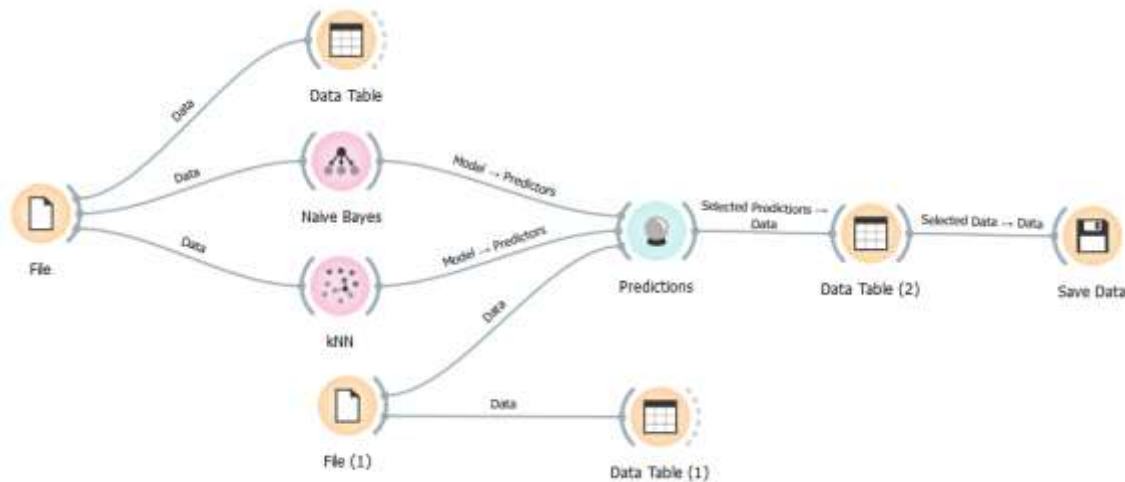 Data Table
Data
Data
Naive Bayes
Model → Predictors
File
Data
kNN
Model → Predictors
Data
Predictions
Selected Predictions →
Data
Data Table (2)
Selected Data → Data
Save Data
File (1)
Data
Data Table (1)